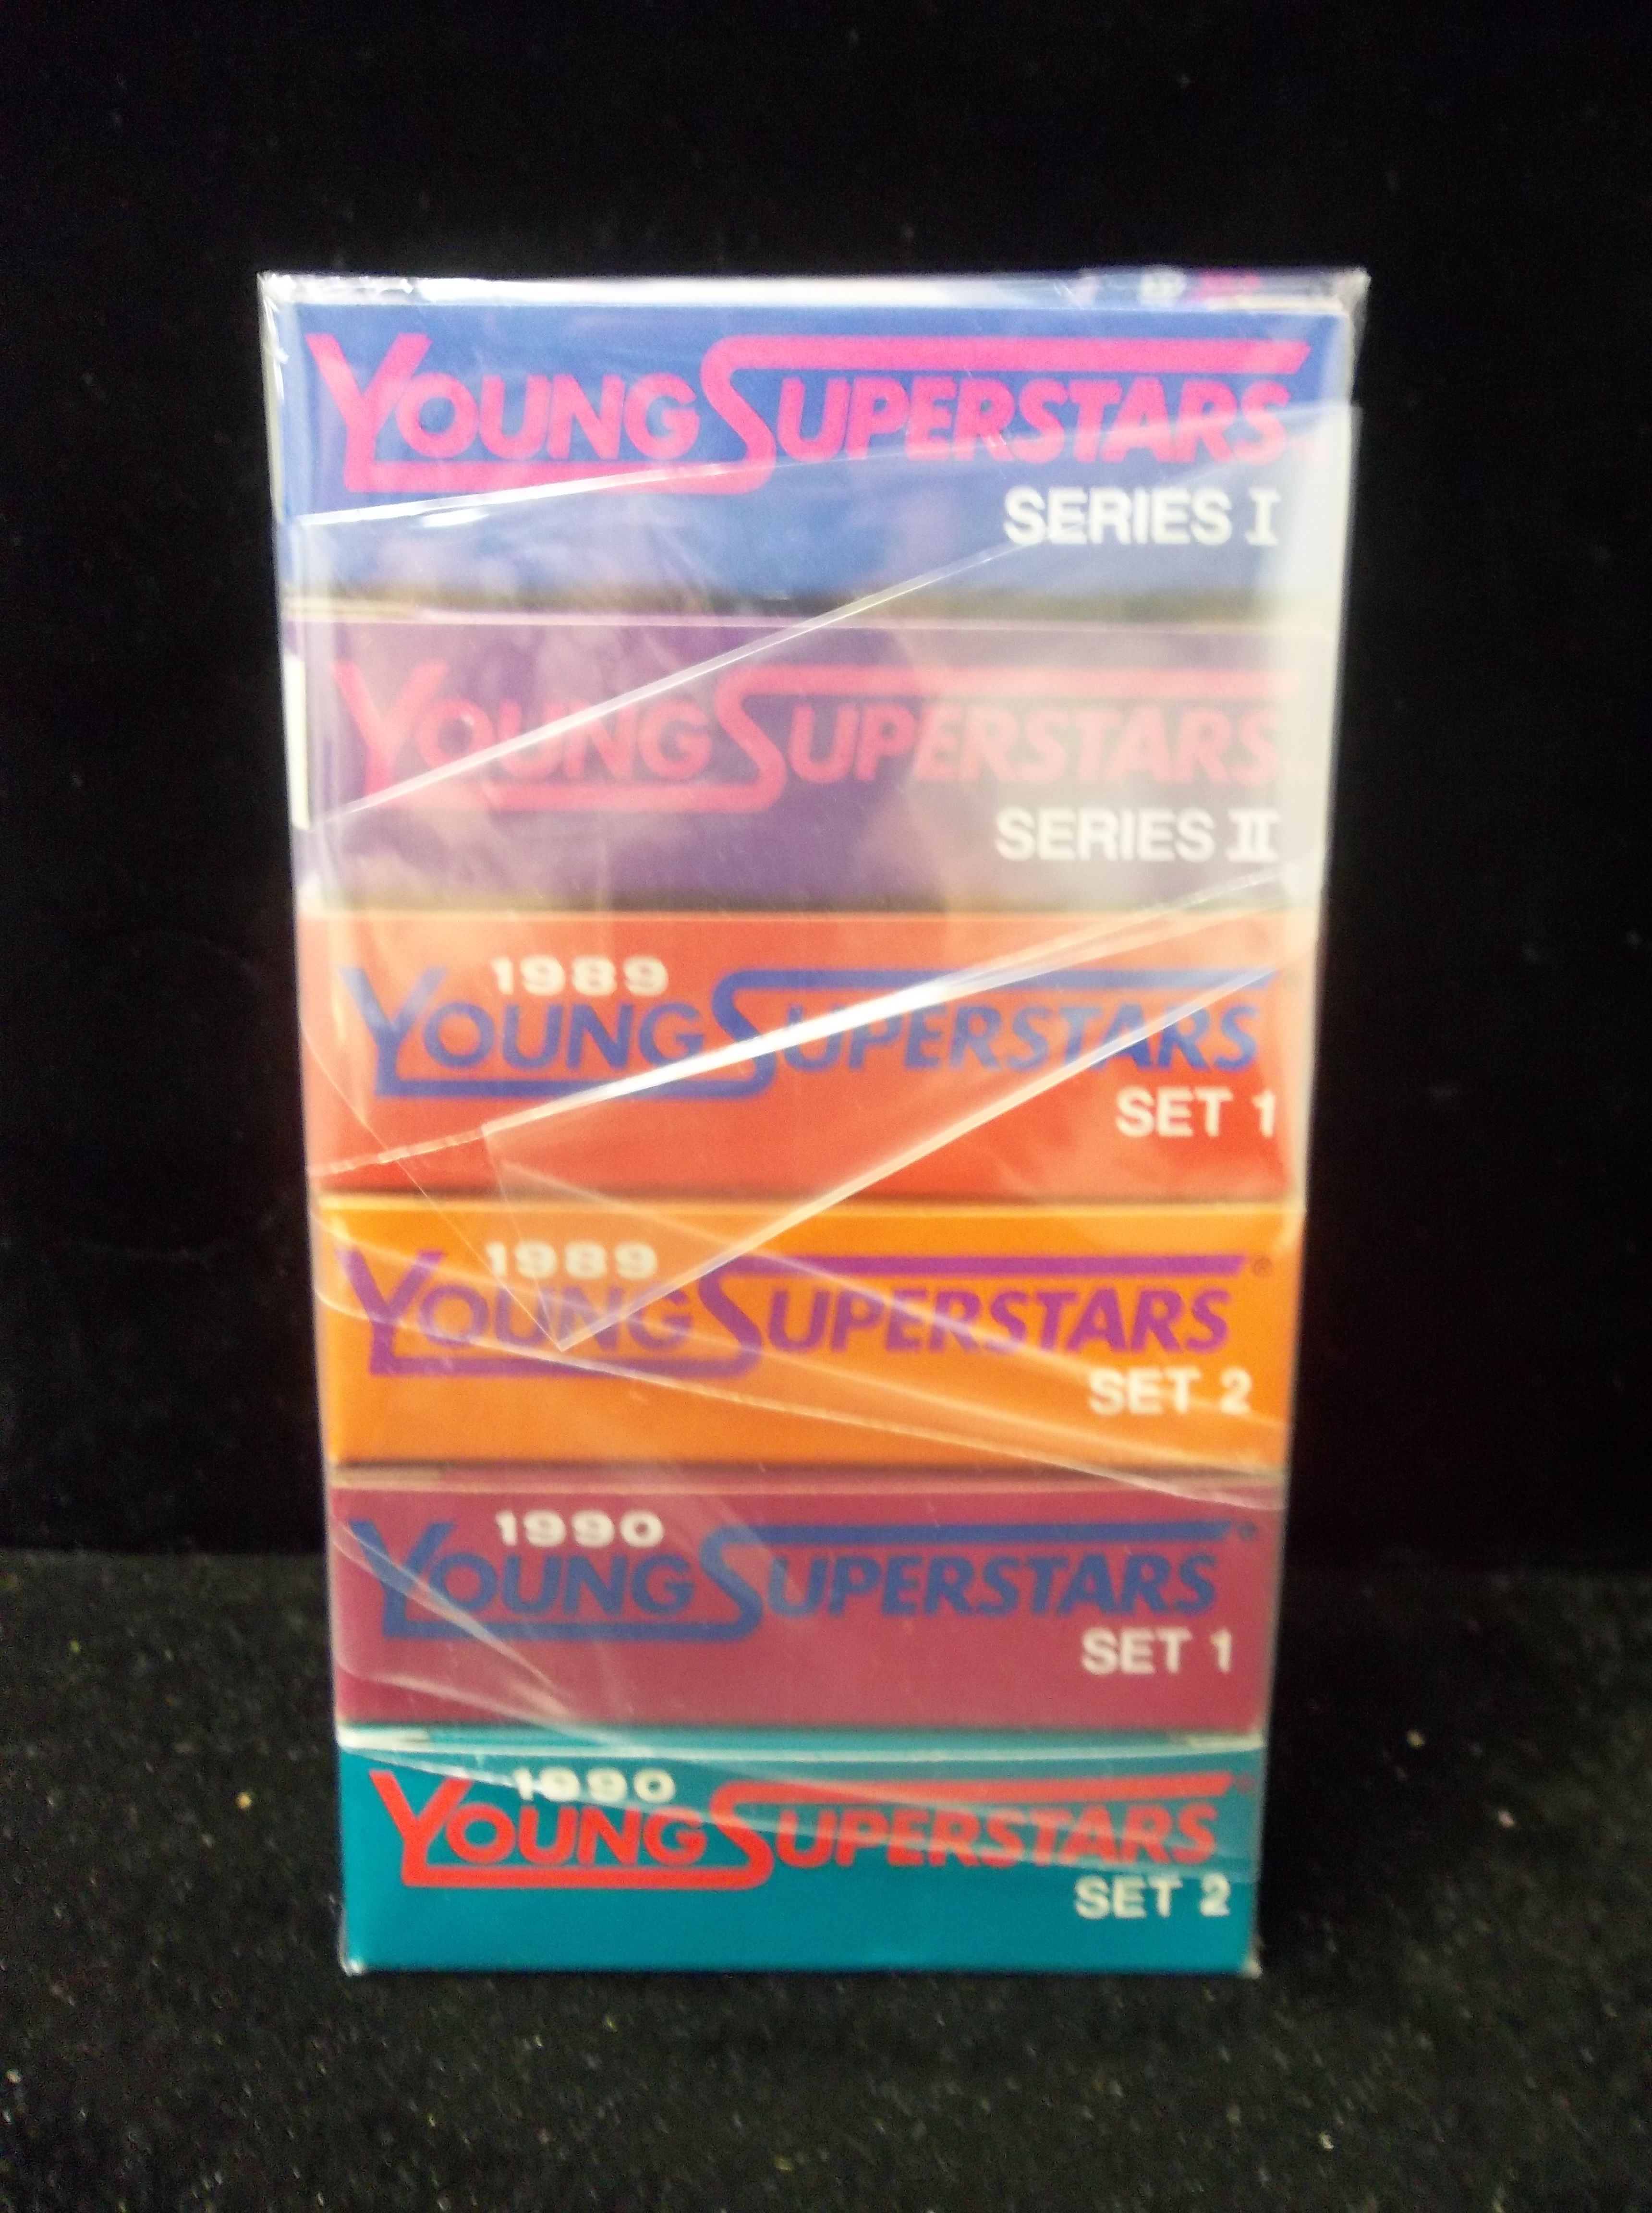 YOUNG SUPERSTARS
SERIES I
YOUNG SUPERSTARS
SERIES II
1989
YOUNG SUPERSTARS
SET 1
1989
YOUNG SUPERSTARS®
SET 2
1990
YOUNG SUPERSTARS®
SET 1
1990
YOUNG SUPERSTARS®
SET 2